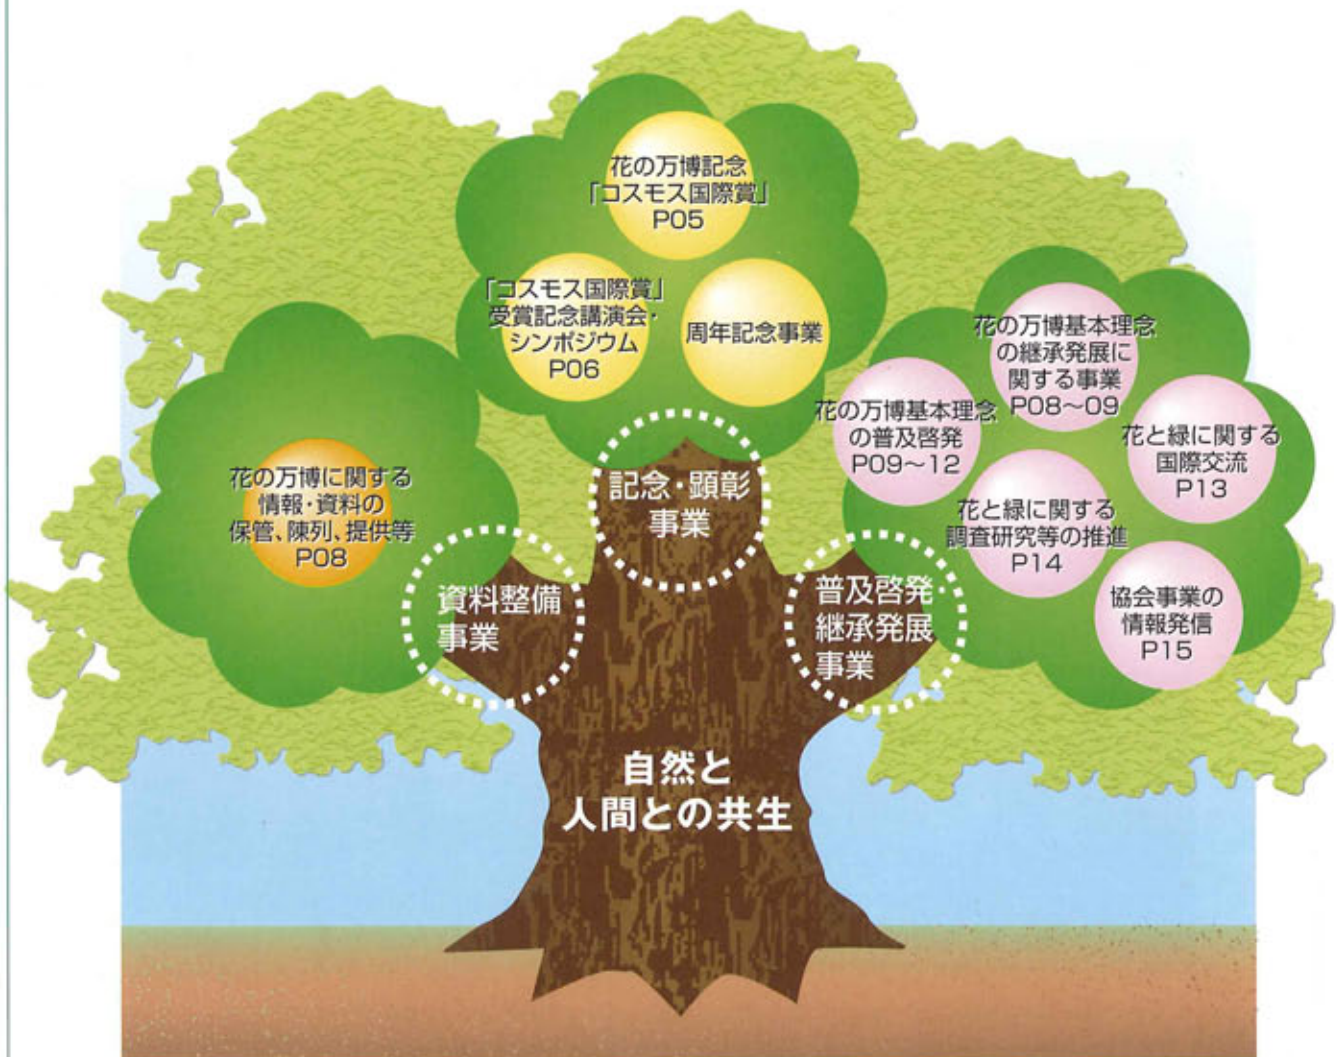 花の万博記念
「コスモス国際賞」
P05
「コスモス国際賞」
受賞記念講演会・
シンポジウム
P06
周年記念事業
花の万博基本理念
の継承発展に
関する事業
P08～09
花の万博基本理念
の普及啓発
P09～12
花と緑に関する
国際交流
P13
花と緑に関する
調査研究等の推進
P14
協会事業の
情報発信
P15
花の万博に関する
情報・資料の
保管、陳列、提供等
P08
記念・顕彰
事業
資料整備
事業
普及啓発・
継承発展
事業
自然と
人間との共生